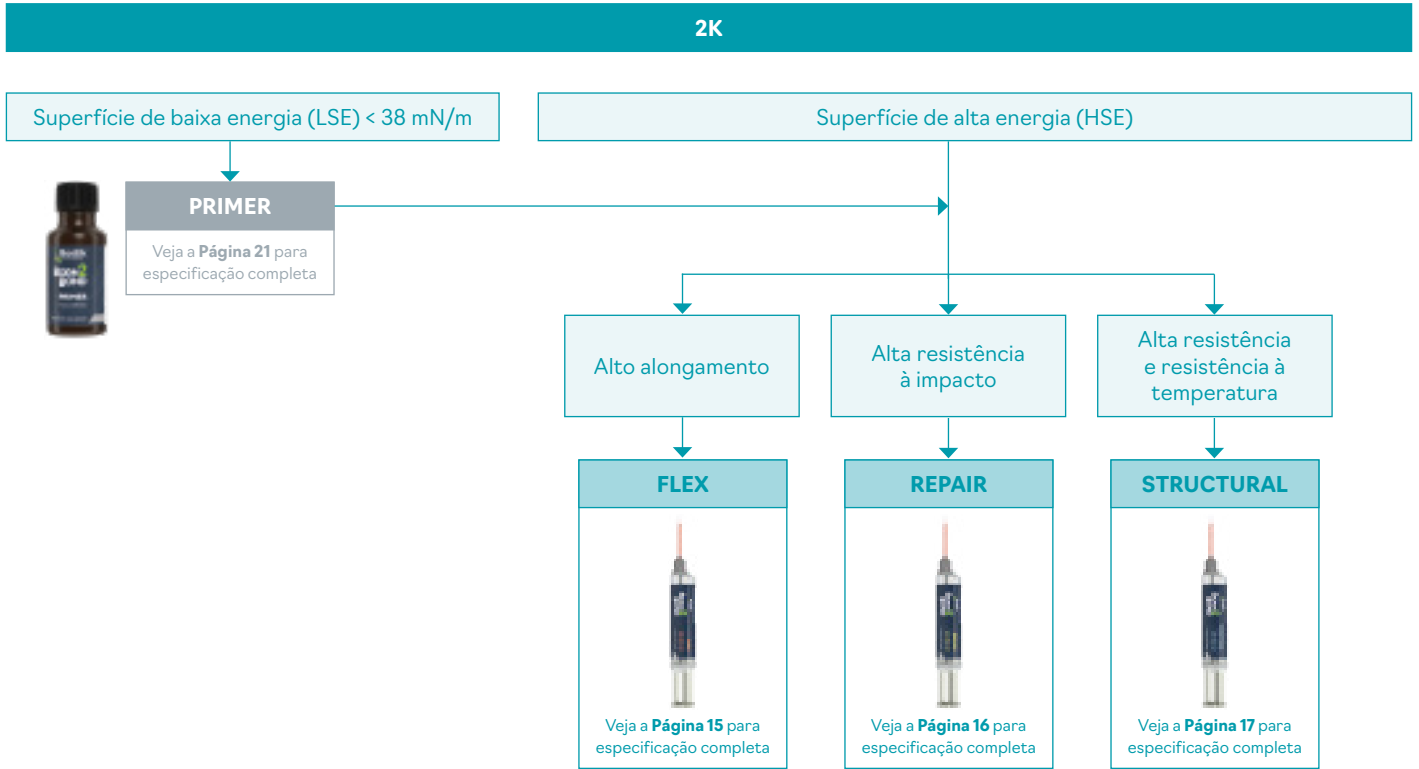 2K
Superfície de baixa energia (LSE) < 38 mN/m
Superfície de alta energia (HSE)
PRIMER
Veja a Página 21 para
especificação completa
Alto alongamento
Alta resistência
à impacto
Alta resistência
e resistência à
temperatura
FLEX
REPAIR
STRUCTURAL
Veja a Página 15 para
especificação completa
Veja a Página 16 para
especificação completa
Veja a Página 17 para
especificação completa